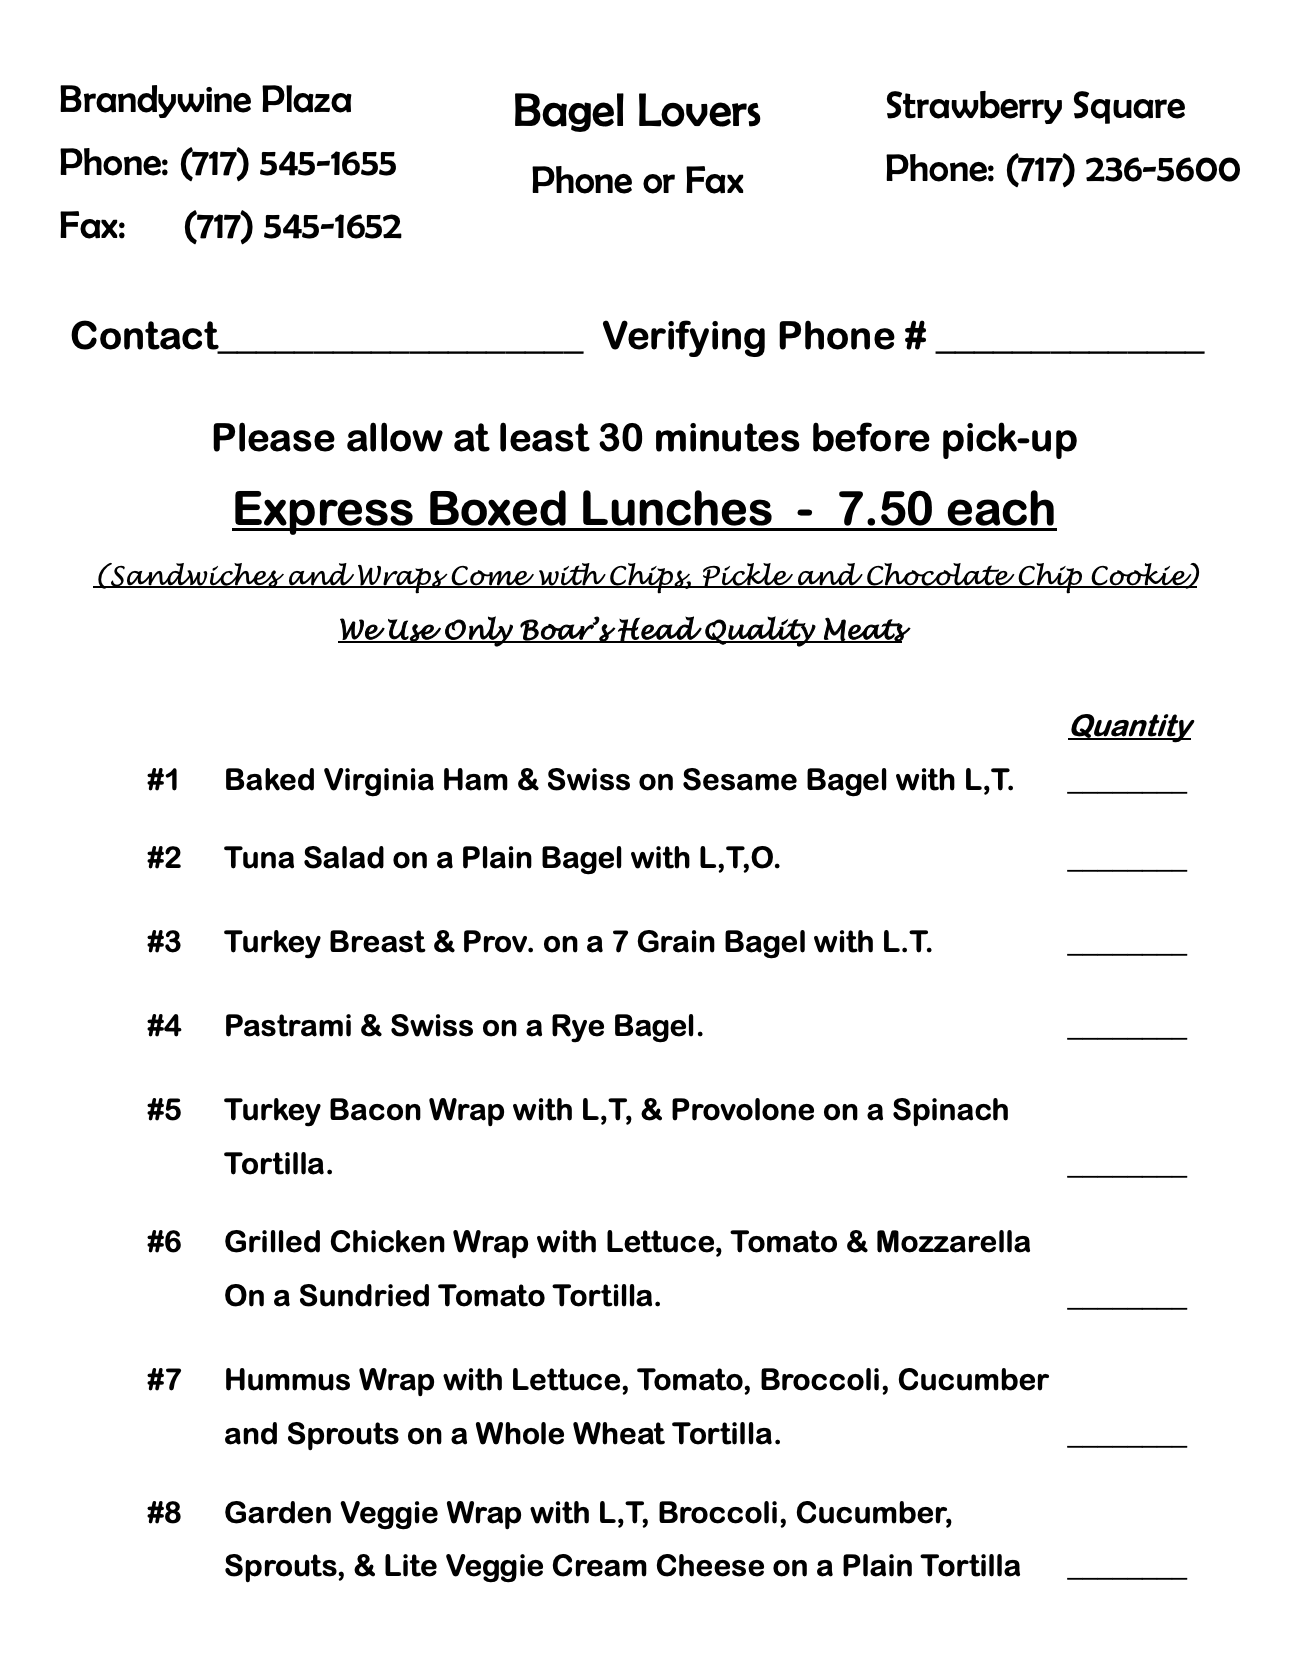 Brandywine Plaza
Phone: (717) 545-1655
Fax: (717) 545-1652
Bagel Lovers
Phone or Fax
Strawberry Square
Phone: (717) 236-5600
Contact___________________ Verifying Phone # ______________
Please allow at least 30 minutes before pick-up
Express Boxed Lunches - 7.50 each
(Sandwiches and Wraps Come with Chips, Pickle and Chocolate Chip Cookie)
We Use Only Boar's Head Quality Meats
Quantity
#1 Baked Virginia Ham & Swiss on Sesame Bagel with L,T. ________
#2 Tuna Salad on a Plain Bagel with L,T,O. ________
#3 Turkey Breast & Prov. on a 7 Grain Bagel with L.T. ________
#4 Pastrami & Swiss on a Rye Bagel. ________
#5 Turkey Bacon Wrap with L,T, & Provolone on a Spinach
Tortilla. ________
#6 Grilled Chicken Wrap with Lettuce, Tomato & Mozzarella
On a Sundried Tomato Tortilla. ________
#7 Hummus Wrap with Lettuce, Tomato, Broccoli, Cucumber
and Sprouts on a Whole Wheat Tortilla. ________
#8 Garden Veggie Wrap with L,T, Broccoli, Cucumber,
Sprouts, & Lite Veggie Cream Cheese on a Plain Tortilla ________